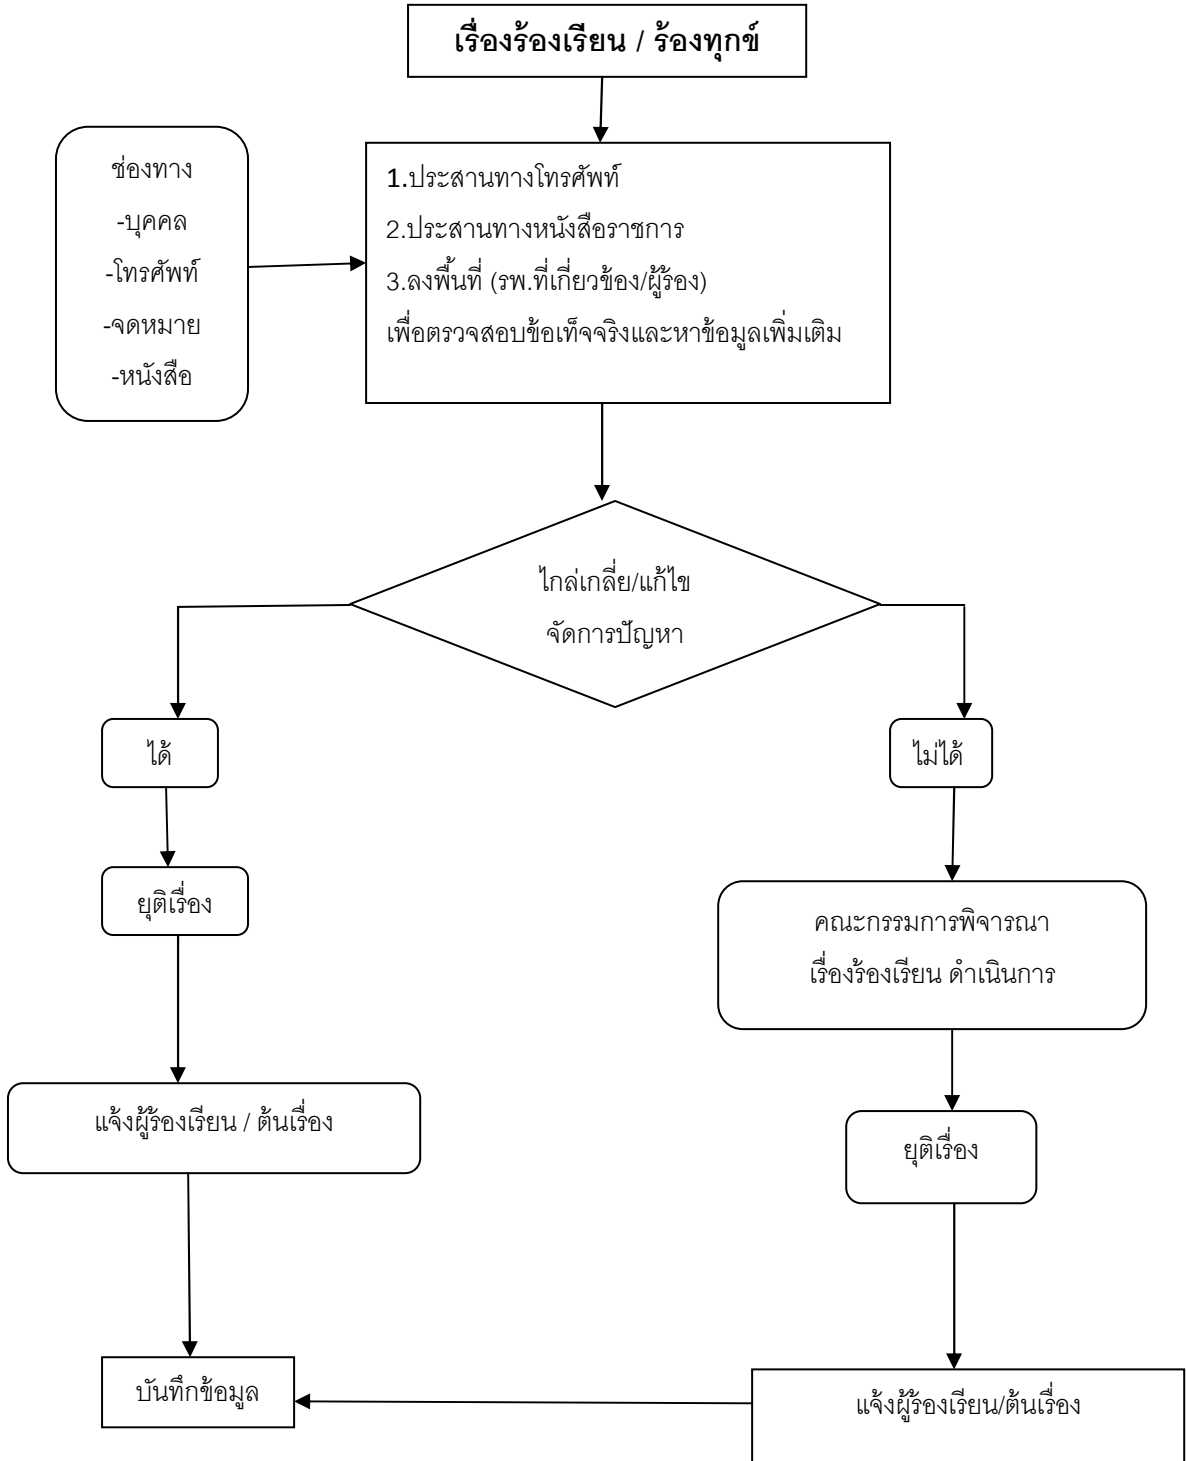 เรื่องร้องเรียน / ร้องทุกข์
ช่องทาง
-บุคคล
-โทรศัพท์
-จดหมาย
-หนังสือ
1.ประสานทางโทรศัพท์
2.ประสานทางหนังสือราชการ
3.ลงพื้นที่ (รพ.ที่เกี่ยวข้อง/ผู้ร้อง)
เพื่อตรวจสอบข้อเท็จจริงและหาข้อมูลเพิ่มเติม
ไกล่เกลี่ย/แก้ไข
จัดการปัญหา
ได้
ไม่ได้
ยุติเรื่อง
คณะกรรมการพิจารณา
เรื่องร้องเรียน ดำเนินการ
แจ้งผู้ร้องเรียน / ต้นเรื่อง
ยุติเรื่อง
บันทึกข้อมูล
แจ้งผู้ร้องเรียน/ต้นเรื่อง